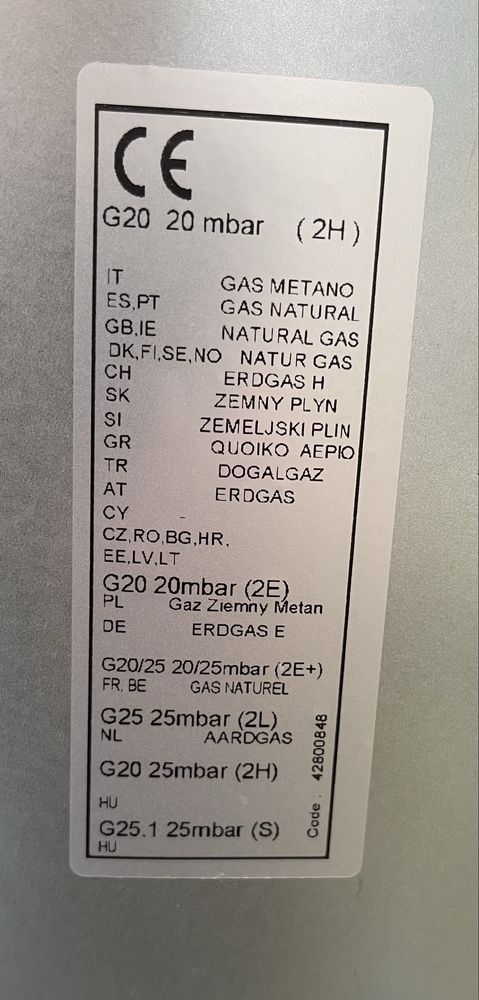 CE
G20 20 mbar (2H)
IT GAS METANO
ES,PT GAS NATURAL
GB,IE NATURAL GAS
DK,FI,SE,NO NATUR GAS
CH ERDGAS H
SK ZEMNY PLYN
SI ZEMELJSKI PLIN
GR QUOIKO AEPIO
TR DOGALGAZ
AT ERDGAS
CY -
CZ,RO,BG,HR,
EE,LV,LT
G20 20mbar (2E)
PL Gaz Ziemny Metan
DE ERDGAS E
G20/25 20/25mbar (2E+)
FR, BE GAS NATUREL
G25 25mbar (2L)
NL AARDGAS
G20 25mbar (2H)
HU
G25.1 25mbar (S)
HU
Code : 42800848